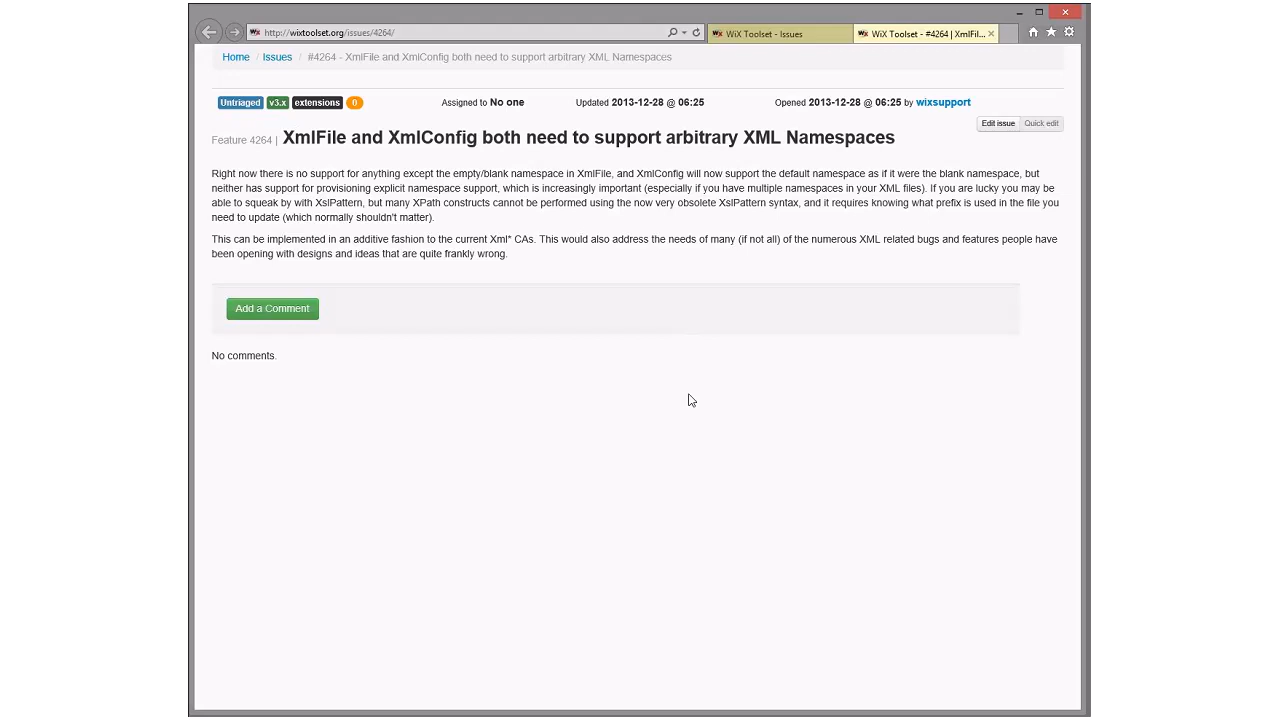 http://wixtoolset.org/issues/4264/
WiX Toolset - Issues
WiX Toolset - #4264 | XmlFil...
Home / Issues / #4264 - XmlFile and XmlConfig both need to support arbitrary XML Namespaces
Untriaged v3.x extensions 0 Assigned to No one Updated 2013-12-28 @ 06:25 Opened 2013-12-28 @ 06:25 by wixsupport
Edit issue Quick edit
Feature 4264 | XmlFile and XmlConfig both need to support arbitrary XML Namespaces
Right now there is no support for anything except the empty/blank namespace in XmlFile, and XmlConfig will now support the default namespace as if it were the blank namespace, but
neither has support for provisioning explicit namespace support, which is increasingly important (especially if you have multiple namespaces in your XML files). If you are lucky you may be
able to squeak by with XslPattern, but many XPath constructs cannot be performed using the now very obsolete XslPattern syntax, and it requires knowing what prefix is used in the file you
need to update (which normally shouldn't matter).
This can be implemented in an additive fashion to the current Xml* CAs. This would also address the needs of many (if not all) of the numerous XML related bugs and features people have
been opening with designs and ideas that are quite frankly wrong.
Add a Comment
No comments.